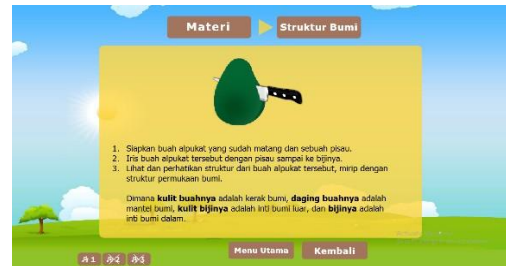 Materi
Struktur Bumi
1. Siapkan buah alpukat yang sudah matang dan sebuah pisau.
2. Iris buah alpukat tersebut dengan pisau sampai ke bijinya.
3. Lihat dan perhatikan struktur dari buah alpukat tersebut, mirip dengan
struktur permukaan bumi.
Dimana kulit buahnya adalah kerak bumi, daging buahnya adalah
mantel bumi, kulit bijinya adalah inti bumi luar, dan bijinya adalah
inti bumi dalam.
Menu Utama
Kembali